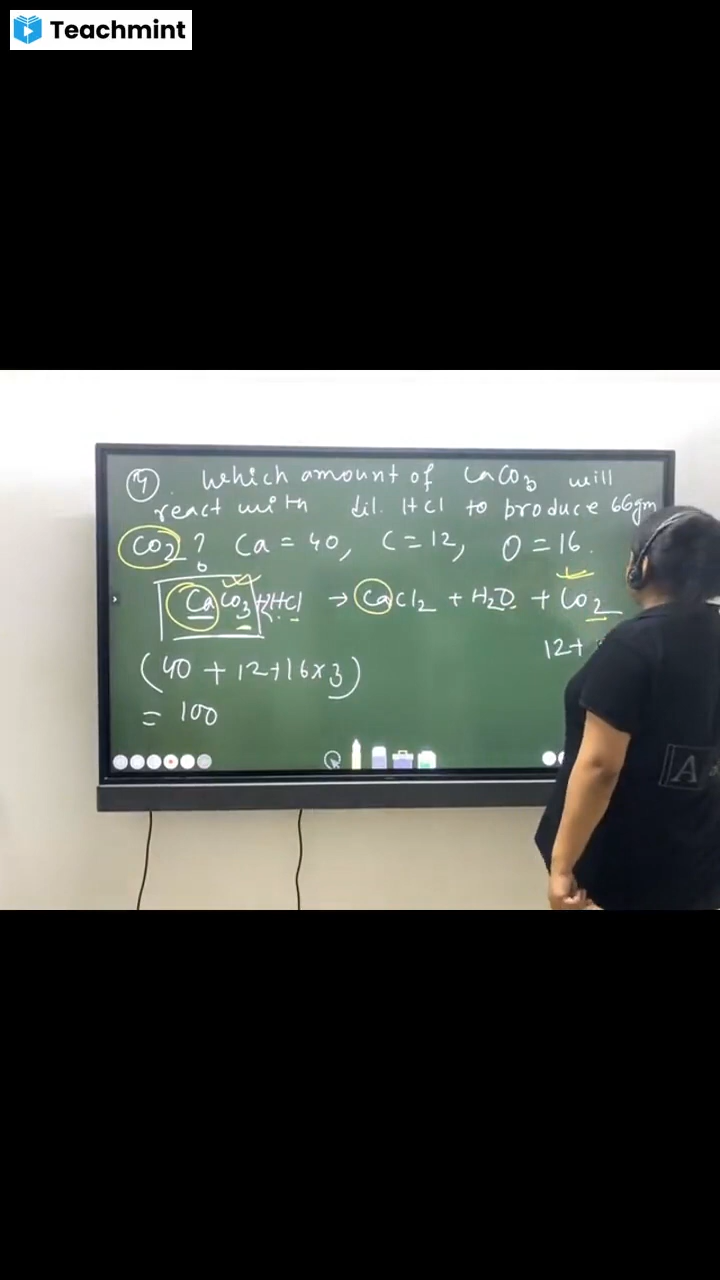 Teachmint
4 which amount of CaCO3 will
react with dil. HCl to produce 66gm
CO2 ? Ca = 40, C = 12, O = 16.
CaCO3 + 2HCl → CaCl2 + H2O + CO2
12+
(40 + 12+16×3)
= 100
A